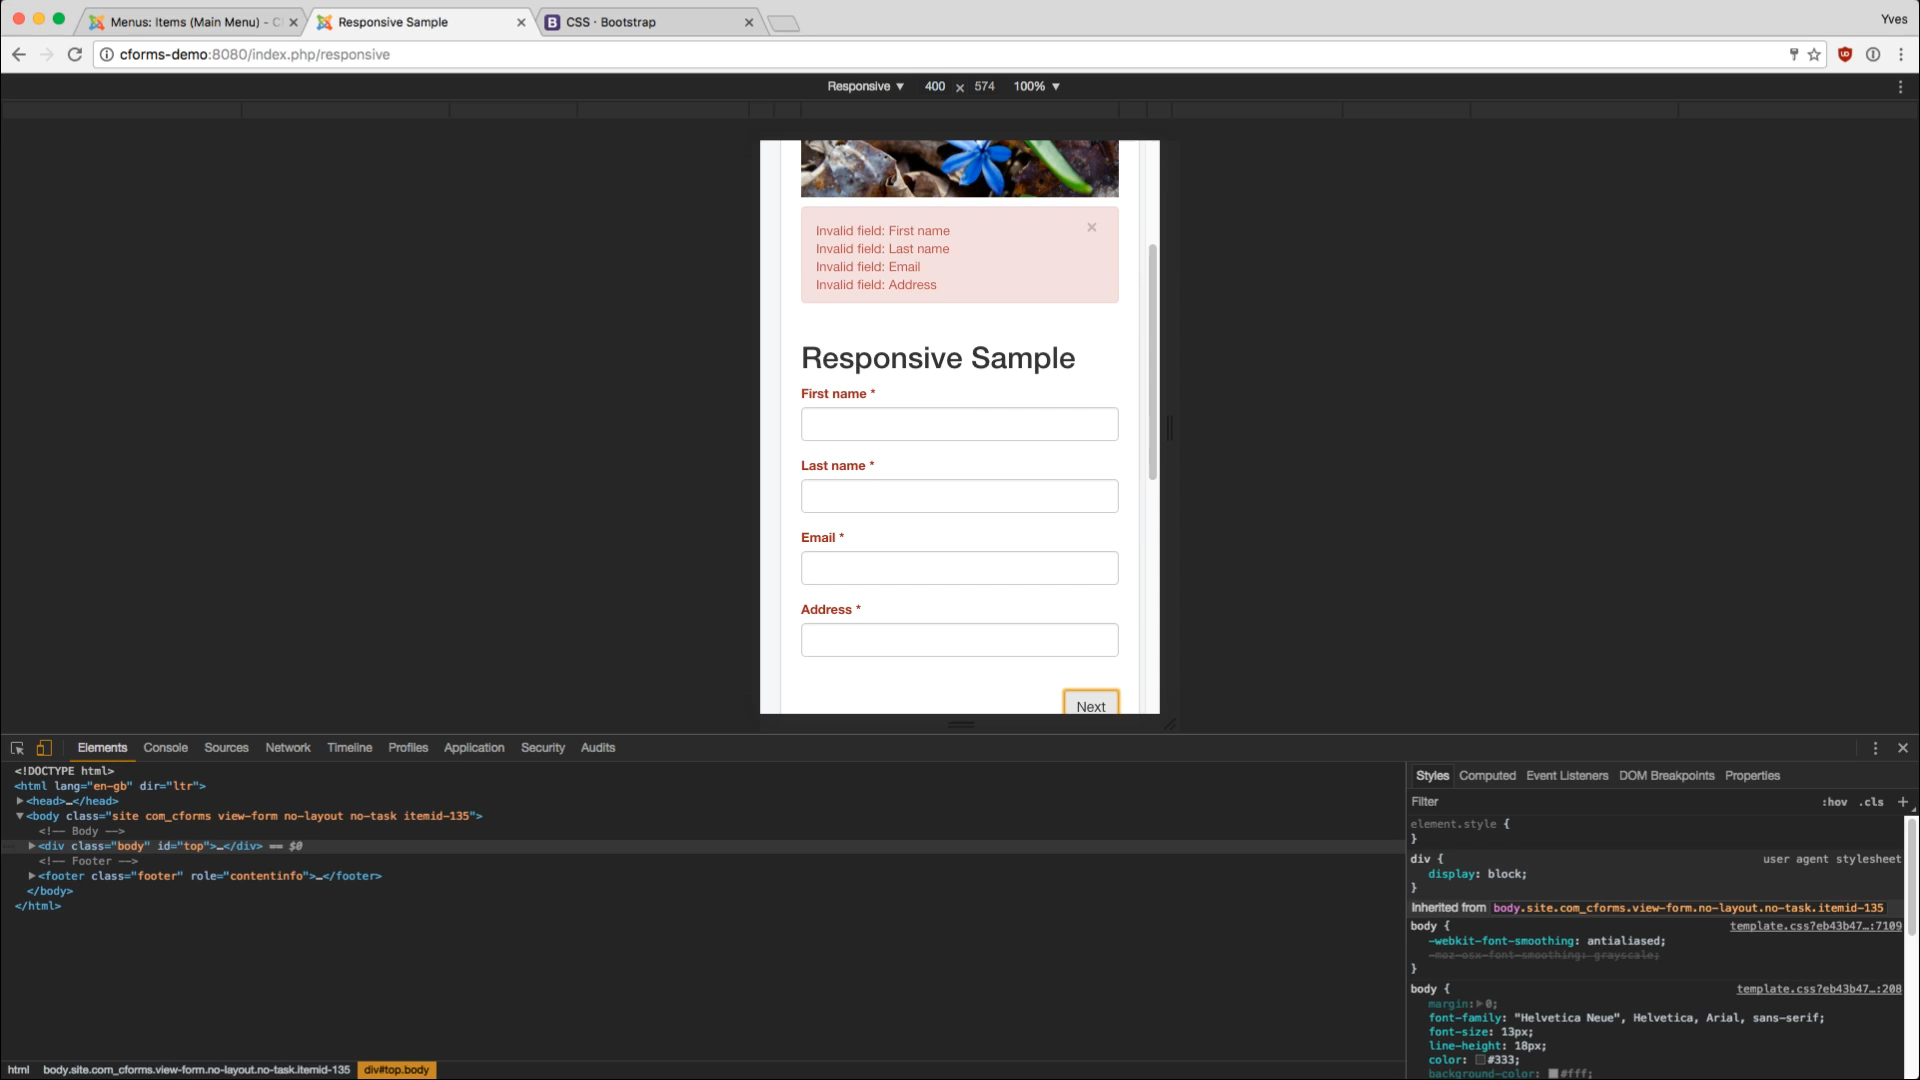 Menus: Items (Main Menu) - C
Responsive Sample
CSS · Bootstrap
Yves
cforms-demo:8080/index.php/responsive
Responsive ▼ 400 × 574 100% ▼
Invalid field: First name
Invalid field: Last name
Invalid field: Email
Invalid field: Address
×
Responsive Sample
First name *
Last name *
Email *
Address *
Next
Elements Console Sources Network Timeline Profiles Application Security Audits
<!DOCTYPE html>
<html lang="en-gb" dir="ltr">
▶<head>…</head>
▼<body class="site com_cforms view-form no-layout no-task itemid-135">
<!-- Body -->
▶<div class="body" id="top">…</div> == $0
<!-- Footer -->
▶<footer class="footer" role="contentinfo">…</footer>
</body>
</html>
html body.site.com_cforms.view-form.no-layout.no-task.itemid-135 div#top.body
Styles Computed Event Listeners DOM Breakpoints Properties
Filter :hov .cls +
element.style {
}
div { user agent stylesheet
display: block;
}
Inherited from body.site.com_cforms.view-form.no-layout.no-task.itemid-135
body { template.css?eb43b47…:7109
-webkit-font-smoothing: antialiased;
-moz-osx-font-smoothing: grayscale;
}
body { template.css?eb43b47…:208
margin:▶0;
font-family: "Helvetica Neue", Helvetica, Arial, sans-serif;
font-size: 13px;
line-height: 18px;
color: #333;
background-color: #fff;